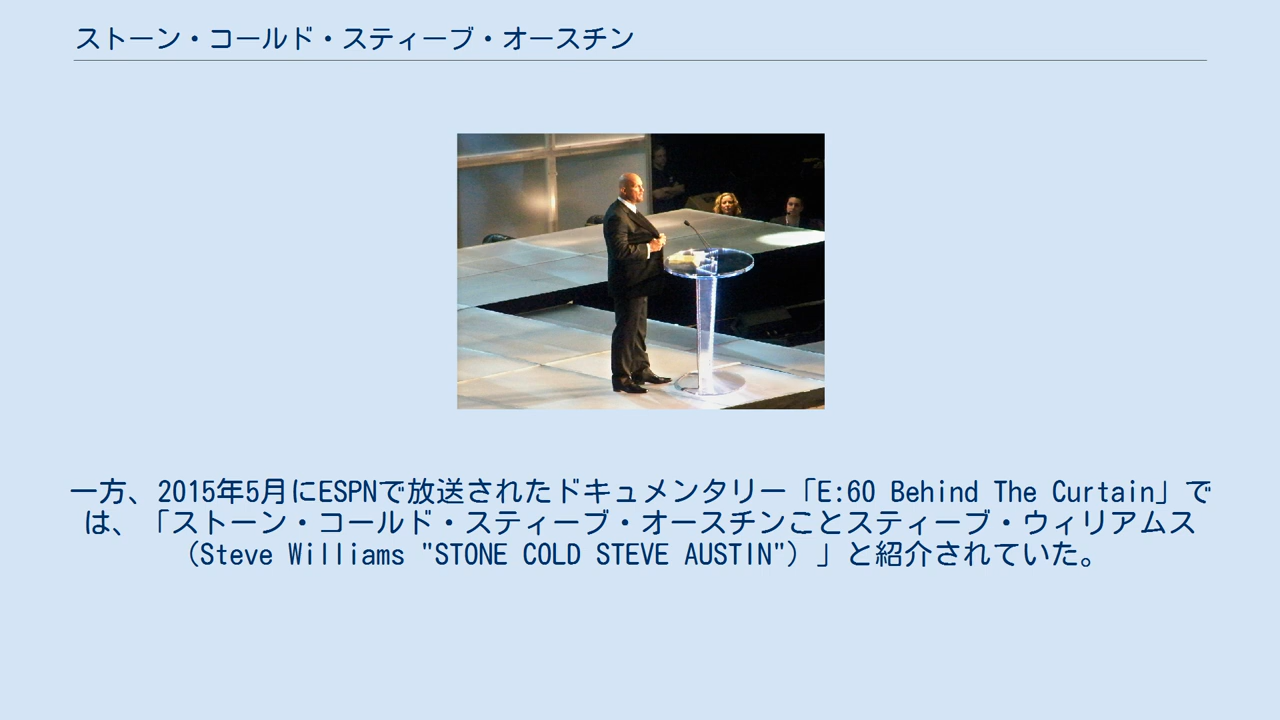 ストーン・コールド・スティーブ・オースチン
一方、2015年5月にESPNで放送されたドキュメンタリー「E:60 Behind The Curtain」で
は、「ストーン・コールド・スティーブ・オースチンことスティーブ・ウィリアムス
（Steve Williams "STONE COLD STEVE AUSTIN"）」と紹介されていた。